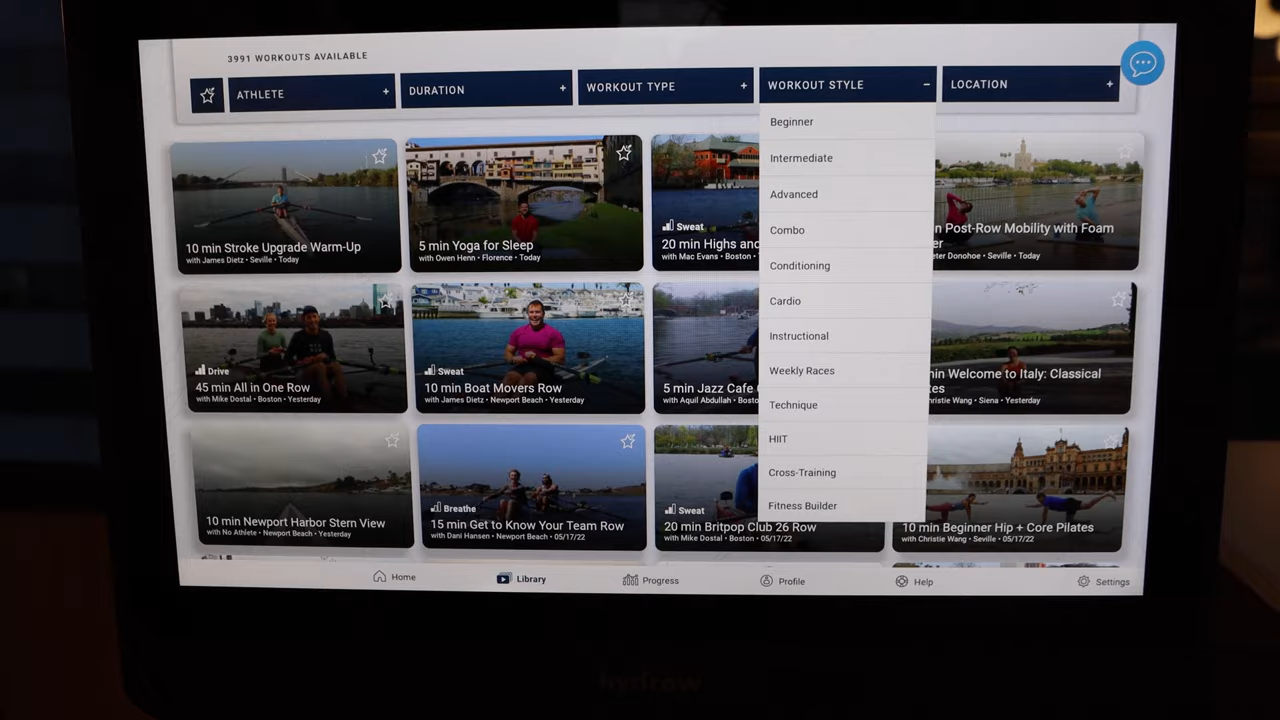 3991 WORKOUTS AVAILABLE
ATHLETE +
DURATION +
WORKOUT TYPE +
WORKOUT STYLE −
LOCATION +
Beginner
Intermediate
Advanced
Combo
Conditioning
Cardio
Instructional
Weekly Races
Technique
HIIT
Cross-Training
Fitness Builder
10 min Stroke Upgrade Warm-Up
with James Dietz • Seville • Today
5 min Yoga for Sleep
with Owen Henn • Florence • Today
Sweat
20 min Highs and
with Mac Evans • Boston •
Post-Row Mobility with Foam
Donohoe • Seville • Today
Drive
45 min All in One Row
with Mike Dostal • Boston • Yesterday
Sweat
10 min Boat Movers Row
with James Dietz • Newport Beach • Yesterday
5 min Jazz Cafe
with Aquil Abdullah •
Welcome to Italy: Classical
Wang • Siena • Yesterday
10 min Newport Harbor Stern View
with No Athlete • Newport Beach • Yesterday
Breathe
15 min Get to Know Your Team Row
with Dani Hansen • Newport Beach • 05/17/22
Sweat
20 min Britpop Club 26 Row
with Mike Dostal • Boston • 05/17/22
10 min Beginner Hip + Core Pilates
with Christie Wang • Seville • 05/17/22
Home
Library
Progress
Profile
Help
Settings
hydrow